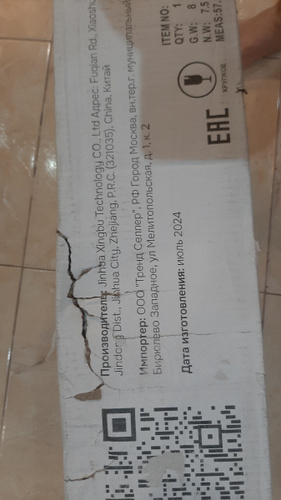 Производитель: Jinhua Xingbu Technology CO., Ltd Адрес: Fuqian Rd., Xiaoshu
Jindong Dist., Jinhua City, Zhejiang, P.R.C. (321035), China, Китай
Импортер: ООО "Тренд Селлер", РФ Город Москва, вн.тер.г. муниципальный
Бирюлево Западное, ул Мелитопольская, д. 1, к. 2
Дата изготовления: июль 2024
ITEM NO:
QTY: 1
G.W: 8
N.W: 7.5
MEAS:57.
ХРУПКОЕ
EAC